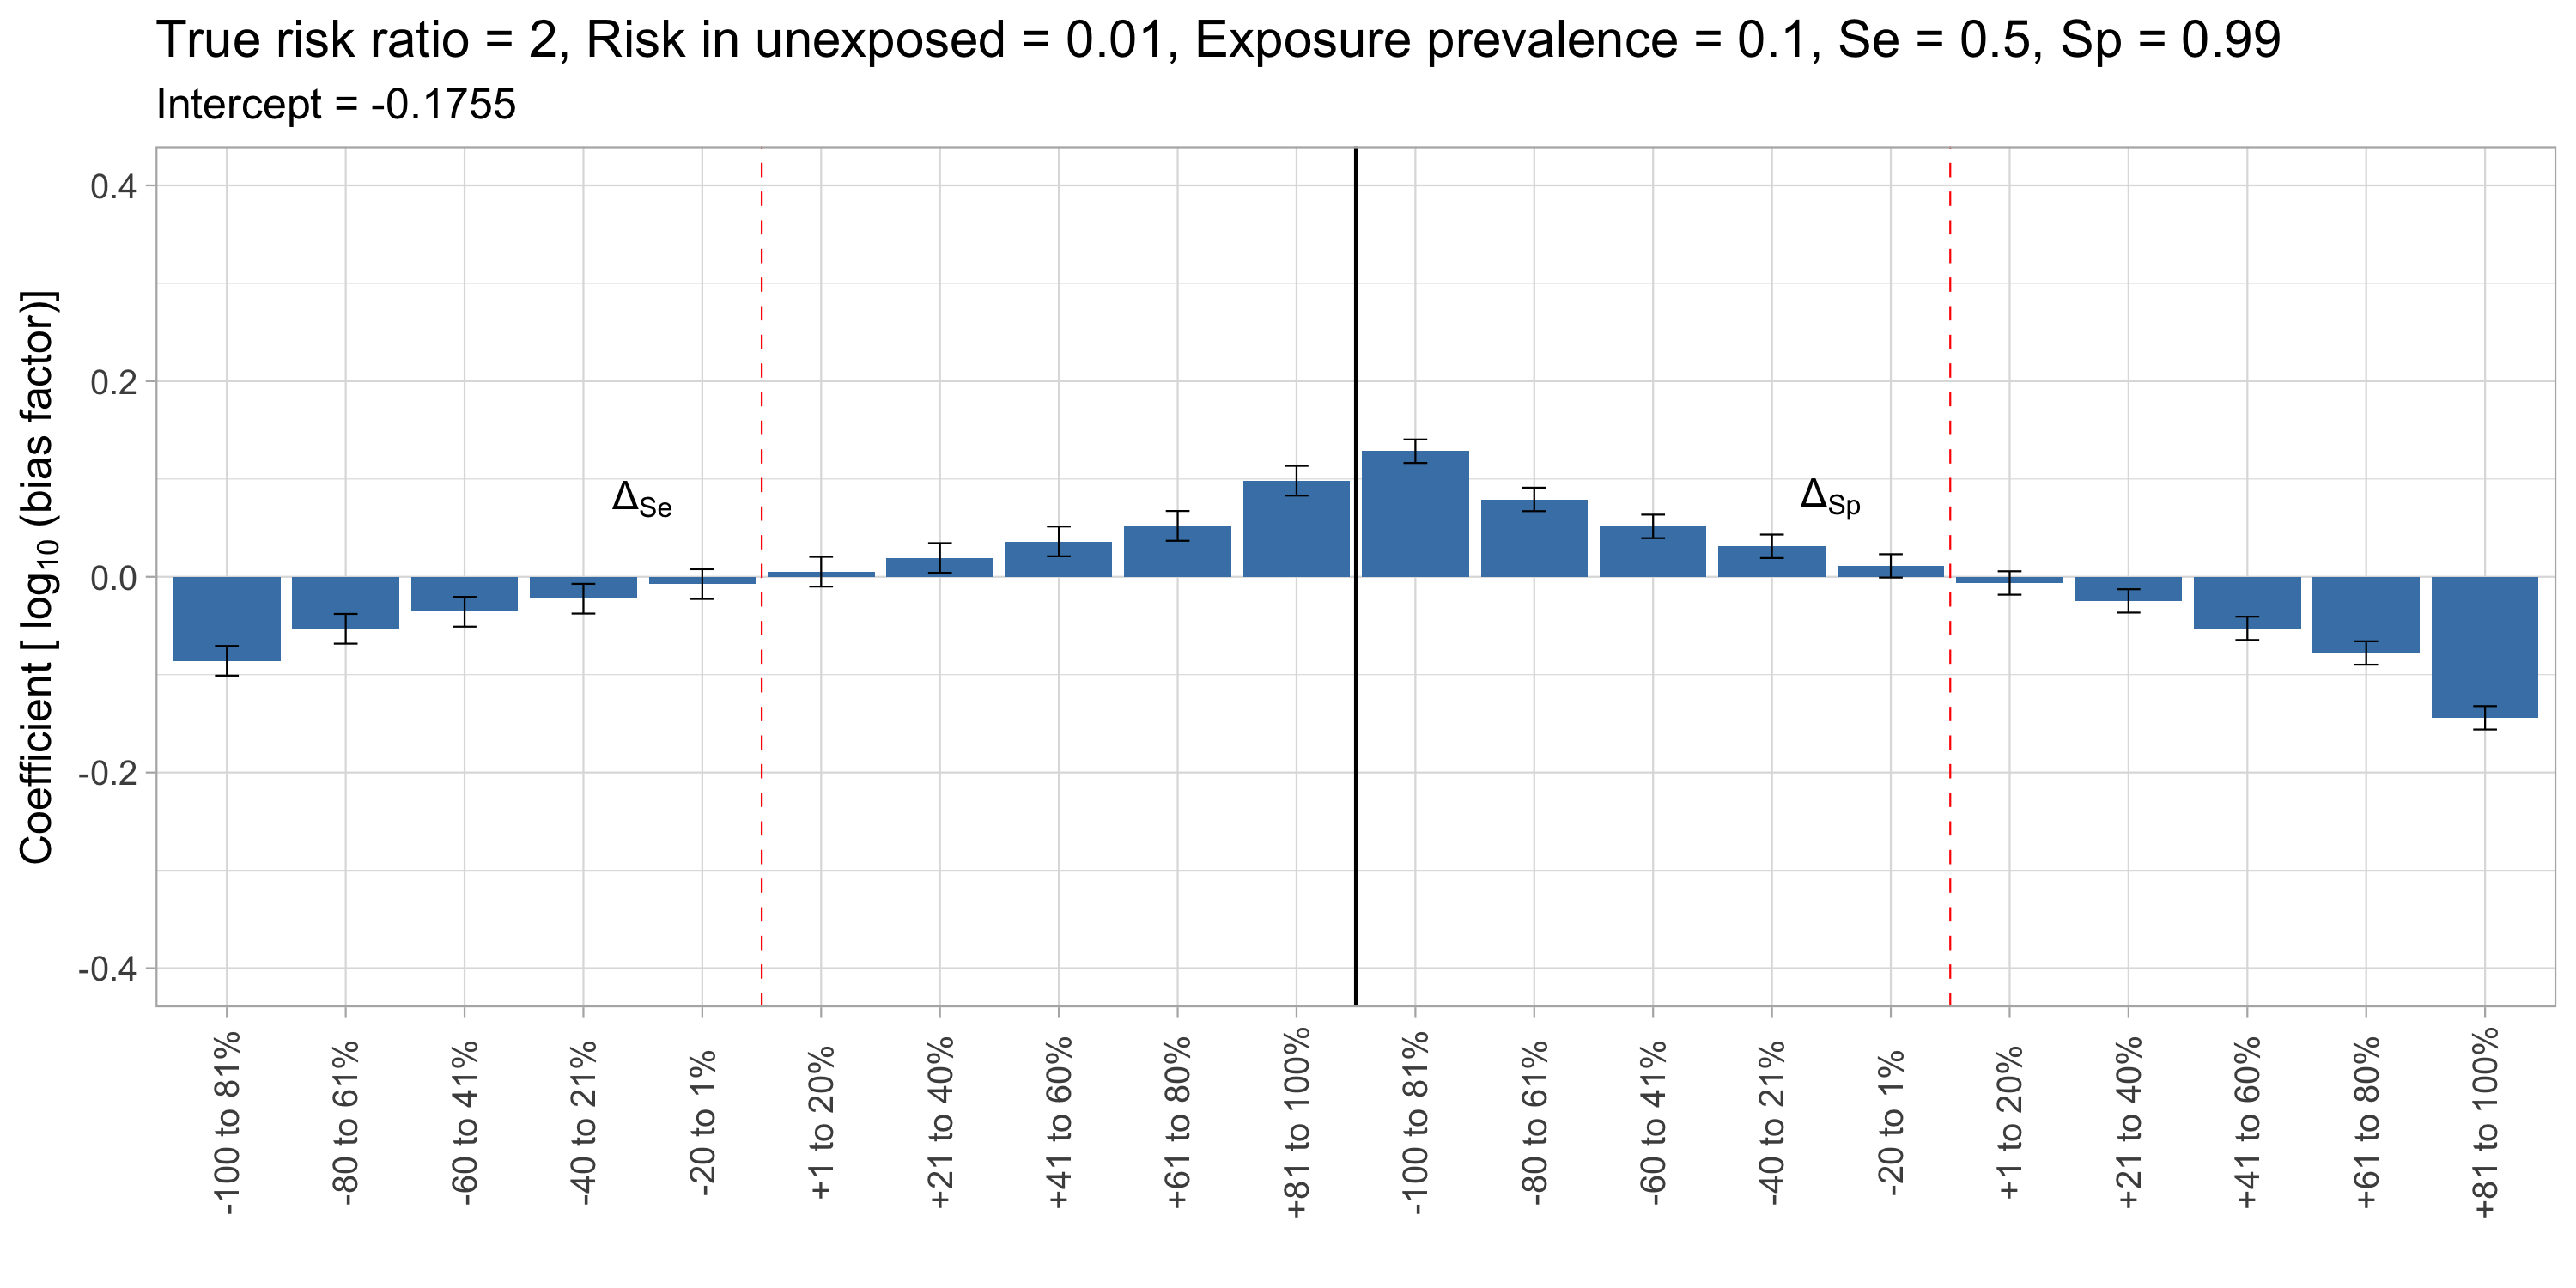 True risk ratio = 2, Risk in unexposed = 0.01, Exposure prevalence = 0.1, Se = 0.5, Sp = 0.99
Intercept = -0.1755
Coefficient [ log10 (bias factor)]
0.4
0.2
0.0
-0.2
-0.4
ΔSe
ΔSp
-100 to 81%
-80 to 61%
-60 to 41%
-40 to 21%
-20 to 1%
+1 to 20%
+21 to 40%
+41 to 60%
+61 to 80%
+81 to 100%
-100 to 81%
-80 to 61%
-60 to 41%
-40 to 21%
-20 to 1%
+1 to 20%
+21 to 40%
+41 to 60%
+61 to 80%
+81 to 100%